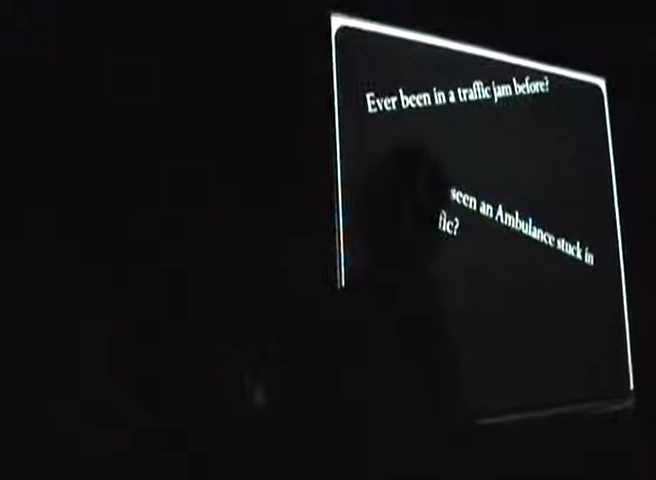 Ever been in a traffic jam before?
seen an Ambulance stuck in
fic?